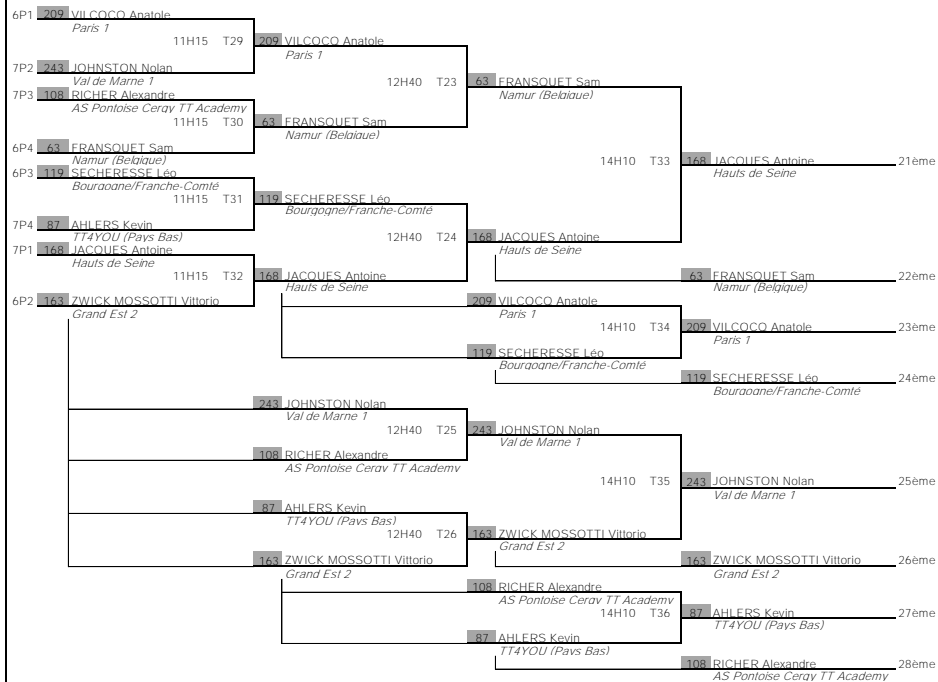 6P1 209 VILCOCQ Anatole
Paris 1
11H15 T29 209 VILCOCQ Anatole
Paris 1
7P2 243 JOHNSTON Nolan
Val de Marne 1
12H40 T23 63 FRANSQUET Sam
Namur (Belgique)
7P3 108 RICHER Alexandre
AS Pontoise Cergy TT Academy
11H15 T30 63 FRANSQUET Sam
Namur (Belgique)
6P4 63 FRANSQUET Sam
Namur (Belgique)
14H10 T33 168 JACQUES Antoine 21ème
Hauts de Seine
6P3 119 SECHERESSE Léo
Bourgogne/Franche-Comté
11H15 T31 119 SECHERESSE Léo
Bourgogne/Franche-Comté
7P4 87 AHLERS Kevin
TT4YOU (Pays Bas)
12H40 T24 168 JACQUES Antoine
Hauts de Seine
7P1 168 JACQUES Antoine
Hauts de Seine
11H15 T32 168 JACQUES Antoine
Hauts de Seine
63 FRANSQUET Sam 22ème
Namur (Belgique)
6P2 163 ZWICK MOSSOTTI Vittorio
Grand Est 2
209 VILCOCQ Anatole
Paris 1
14H10 T34 209 VILCOCQ Anatole 23ème
Paris 1
119 SECHERESSE Léo
Bourgogne/Franche-Comté
119 SECHERESSE Léo 24ème
Bourgogne/Franche-Comté
243 JOHNSTON Nolan
Val de Marne 1
12H40 T25 243 JOHNSTON Nolan
Val de Marne 1
108 RICHER Alexandre
AS Pontoise Cergy TT Academy
14H10 T35 243 JOHNSTON Nolan 25ème
Val de Marne 1
87 AHLERS Kevin
TT4YOU (Pays Bas)
12H40 T26 163 ZWICK MOSSOTTI Vittorio
Grand Est 2
163 ZWICK MOSSOTTI Vittorio
Grand Est 2
163 ZWICK MOSSOTTI Vittorio 26ème
Grand Est 2
108 RICHER Alexandre
AS Pontoise Cergy TT Academy
14H10 T36 87 AHLERS Kevin 27ème
TT4YOU (Pays Bas)
87 AHLERS Kevin
TT4YOU (Pays Bas)
108 RICHER Alexandre 28ème
AS Pontoise Cergy TT Academy